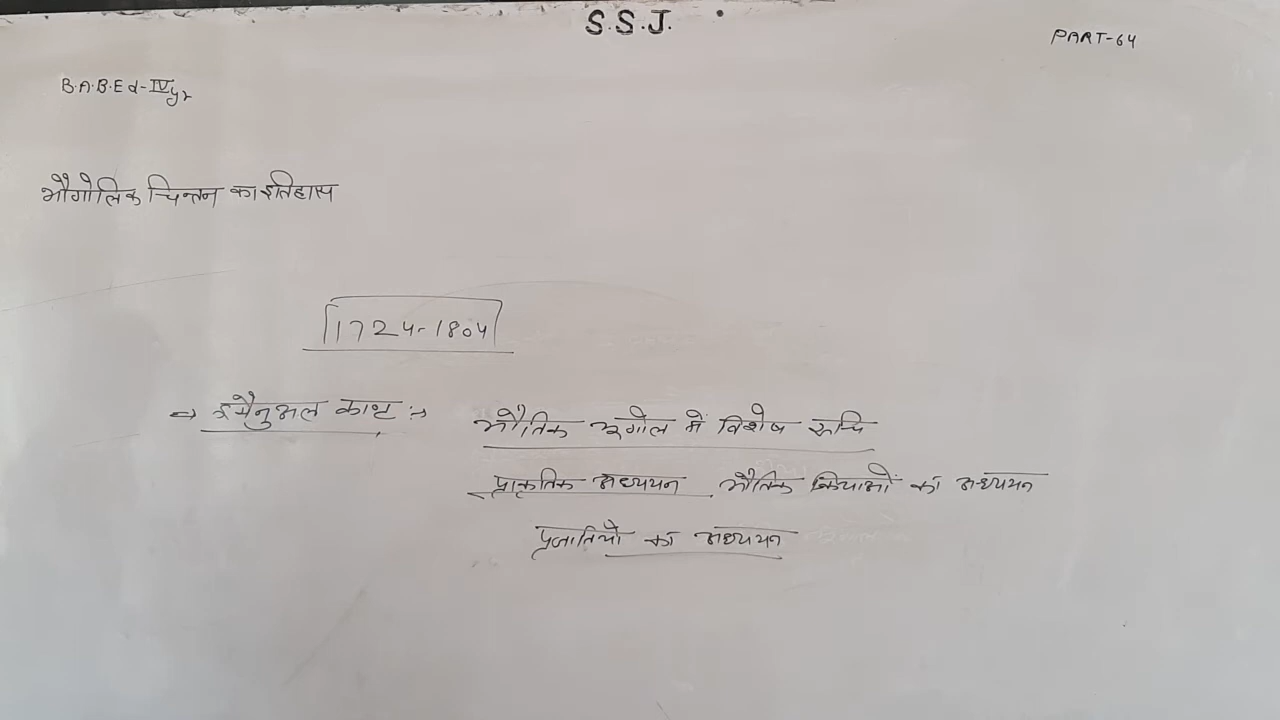 S.S.J.
PART-64
B.A.B.Ed-IVyr
भौगोलिक चिन्तन का इतिहास
1724-1804
→ इमैनुअल काण्ट :→ भौतिक भूगोल में विशेष रूचि
प्राकृतिक अध्ययन, भौतिक क्रियाओं का अध्ययन
प्रजातियों का अध्ययन